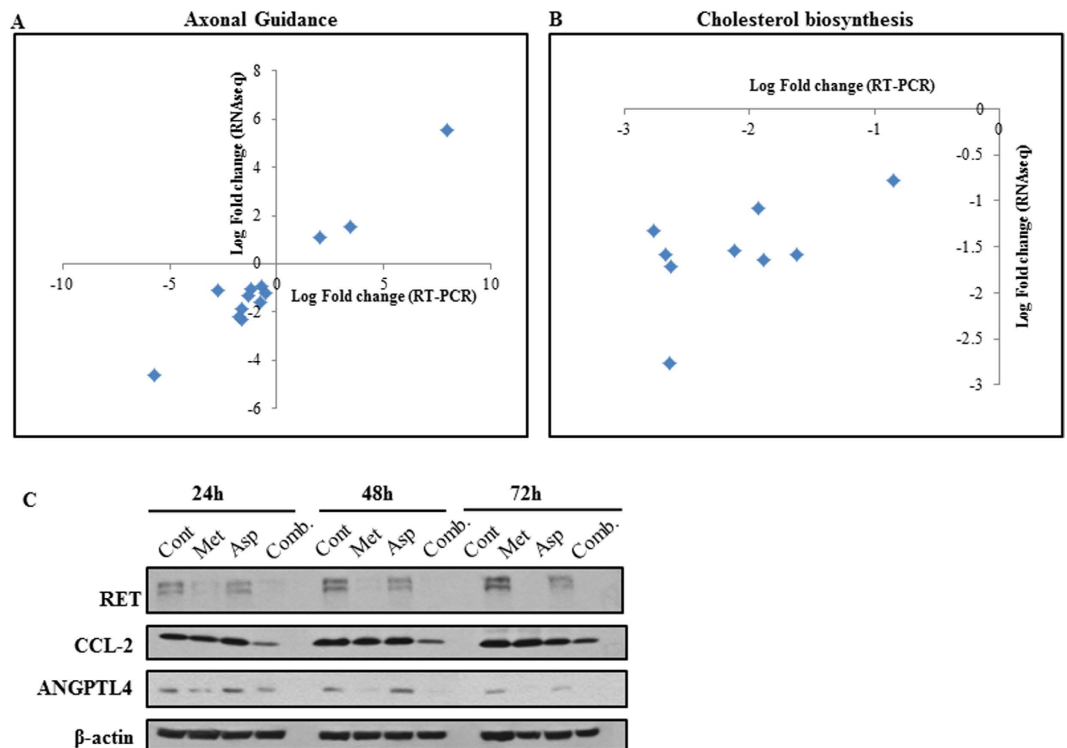 A
Axonal Guidance
Log Fold change (RNAseq)
8
6
4
2
0
-2
-4
-6
-10
-5
0
5
10
Log Fold change (RT-PCR)
B
Cholesterol biosynthesis
Log Fold change (RT-PCR)
-3
-2
-1
0
0
-0.5
-1
-1.5
-2
-2.5
-3
Log Fold change (RNAseq)
C
24h
48h
72h
Cont Met Asp Comb. Cont Met Asp Comb. Cont Met Asp Comb.
RET
CCL-2
ANGPTL4
β-actin